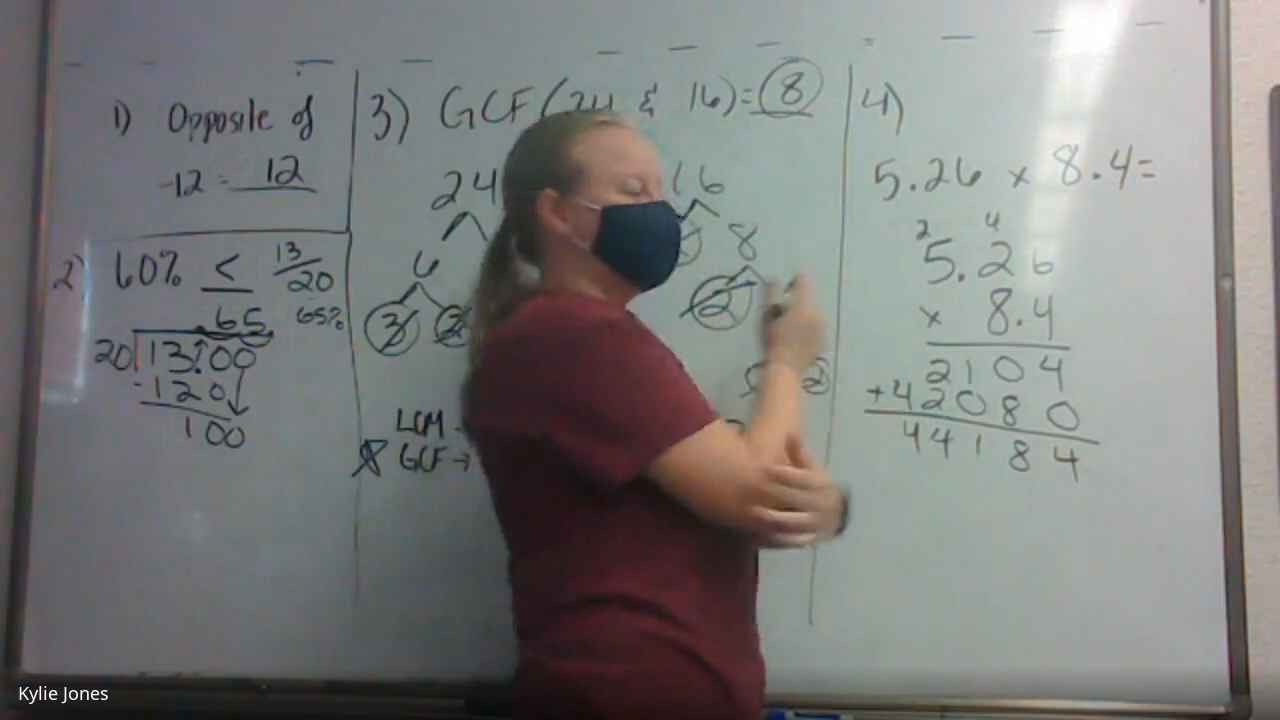 1) Opposite of
-12 = 12
2) 60% < 13/20
.65 65%
20 13.00
-120
100
3) GCF (24 & 16) = 8
24 16
6 8
3 2 2
2
LCM -
GCF →
4)
5.26 x 8.4=
2 4
5.26
x 8.4
2104
+42080
44184
Kylie Jones